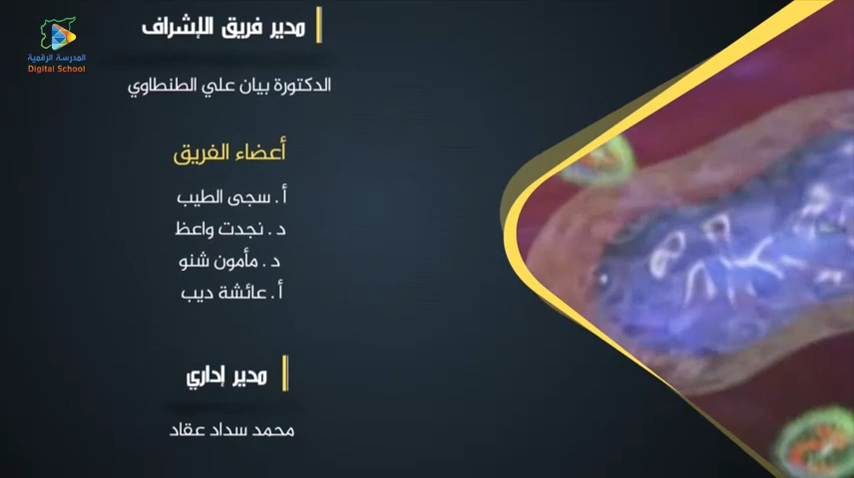 المدرسة الرقمية
Digital School
مدير فريق الإشراف
الدكتورة بيان علي الطنطاوي
أعضاء الفريق
أ. سجى الطيب
د. نجدت واعظ
د. مأمون شنو
أ. عائشة ديب
مدير إداري
محمد سداد عقاد